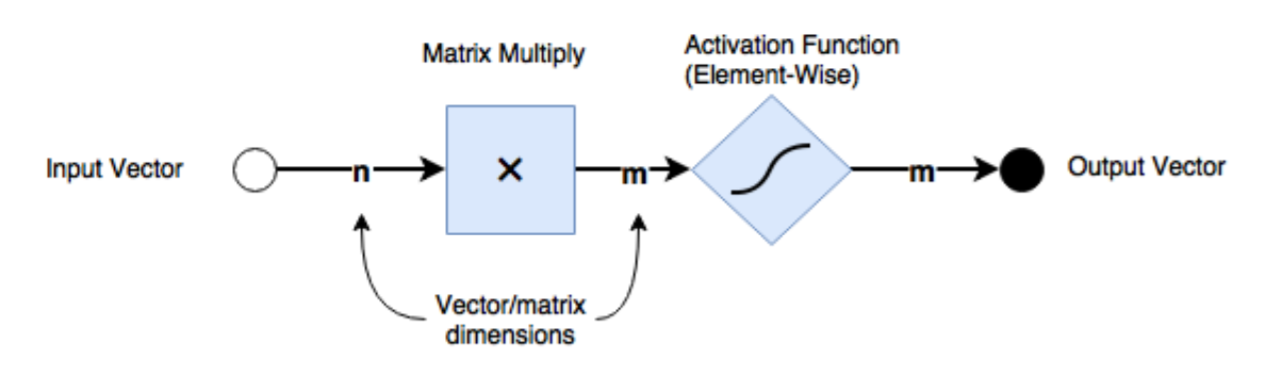 Matrix Multiply
Activation Function
(Element-Wise)
Input Vector
n
×
m
m
Output Vector
Vector/matrix
dimensions